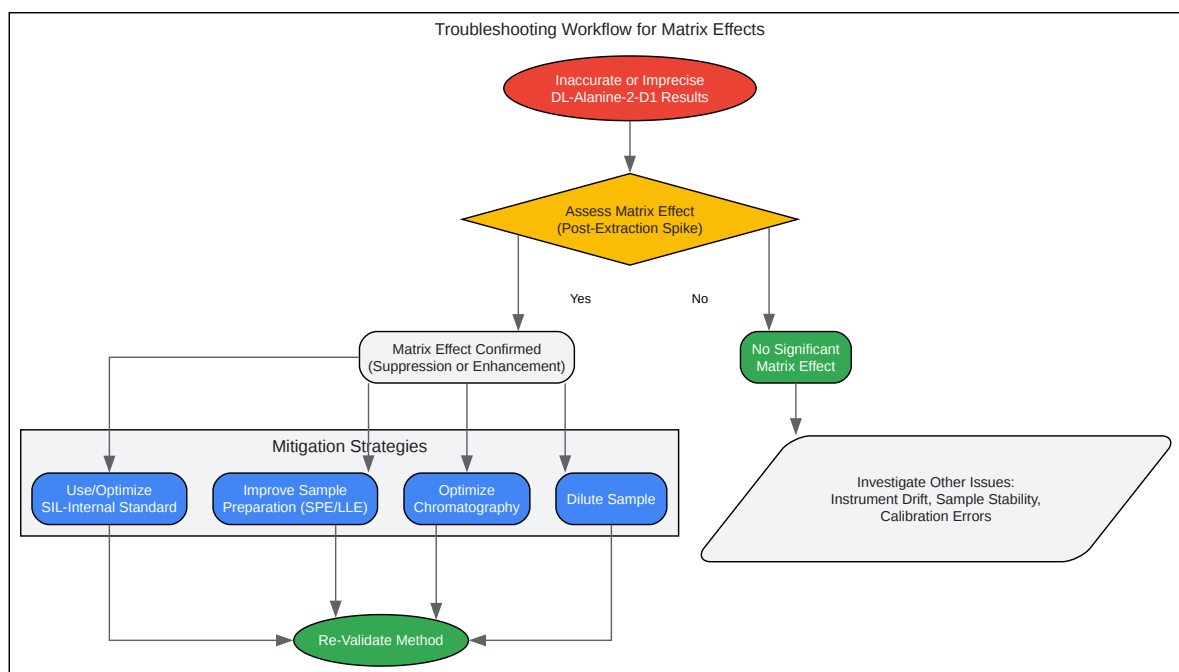 Troubleshooting Workflow for Matrix Effects
Inaccurate or Imprecise
DL-Alanine-2-D1 Results
Assess Matrix Effect
(Post-Extraction Spike)
Yes
No
Matrix Effect Confirmed
(Suppression or Enhancement)
No Significant
Matrix Effect
Mitigation Strategies
Use/Optimize
SIL-Internal Standard
Improve Sample
Preparation (SPE/LLE)
Optimize
Chromatography
Dilute Sample
Investigate Other Issues:
Instrument Drift, Sample Stability,
Calibration Errors
Re-Validate Method